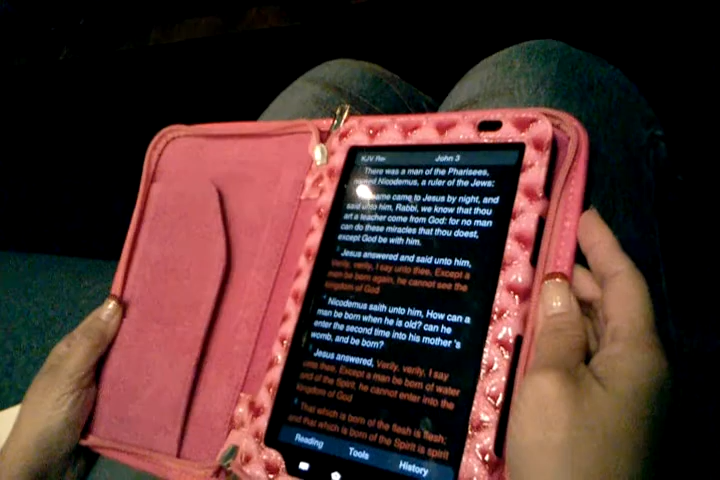 KJV John 3
There was a man of the Pharisees,
named Nicodemus, a ruler of the Jews:
same came to Jesus by night, and
said unto him, Rabbi, we know that thou
art a teacher come from God: for no man
can do these miracles that thou doest,
except God be with him.
Jesus answered and said unto him,
Verily, verily, I say unto thee, Except a
man be born again, he cannot see the
kingdom of God
Nicodemus saith unto him, How can a
man be born when he is old? can he
enter the second time into his mother 's
womb, and be born?
Jesus answered, Verily, verily, I say
unto thee, Except a man be born of water
and of the Spirit, he cannot enter into the
kingdom of God
That which is born of the flesh is flesh;
and that which is born of the Spirit is spirit
Reading Tools History